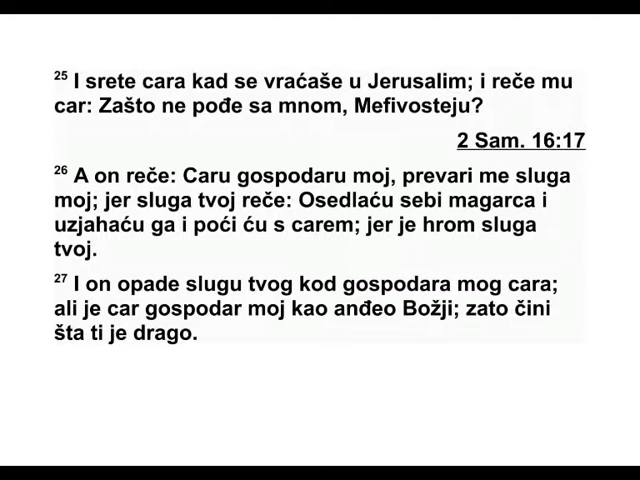 25 I srete cara kad se vraćaše u Jerusalim; i reče mu
car: Zašto ne pođe sa mnom, Mefivosteju?
2 Sam. 16:17
26 A on reče: Caru gospodaru moj, prevari me sluga
moj; jer sluga tvoj reče: Osedlaću sebi magarca i
uzjahaću ga i poći ću s carem; jer je hrom sluga
tvoj.
27 I on opade slugu tvog kod gospodara mog cara;
ali je car gospodar moj kao anđeo Božji; zato čini
šta ti je drago.